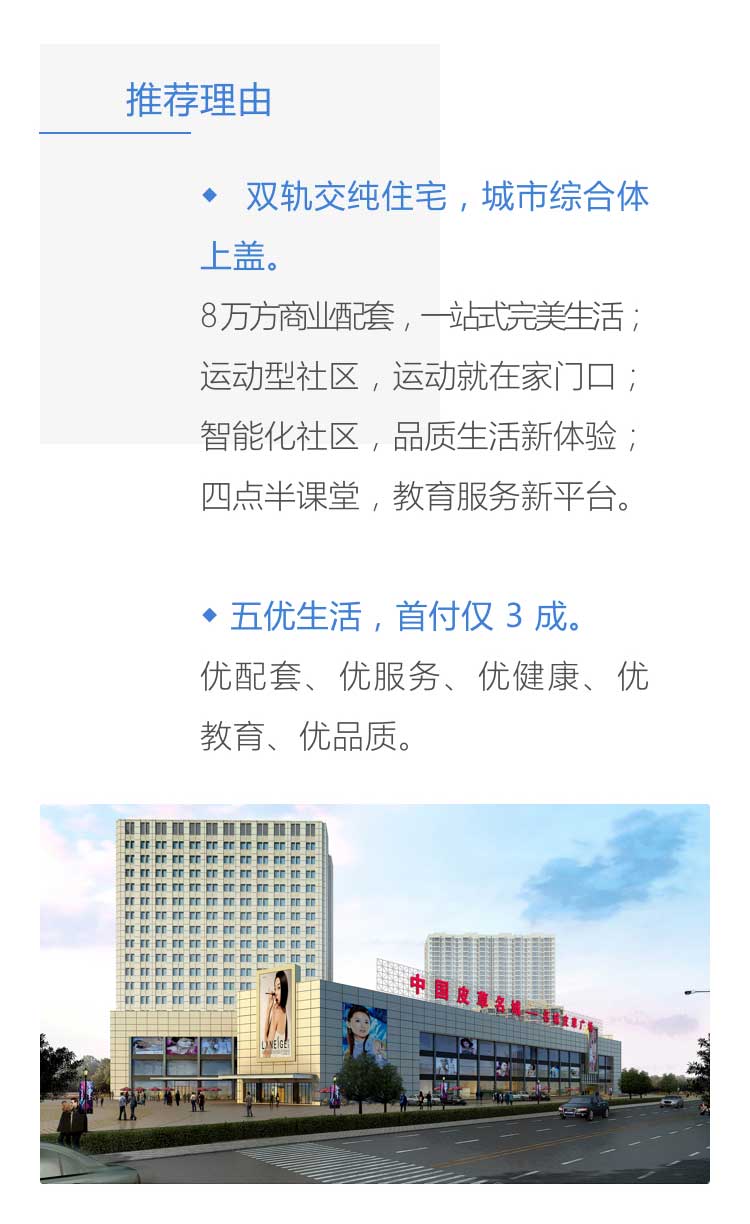 推荐理由
◆ 双轨交纯住宅，城市综合体
上盖。
8万方商业配套，一站式完美生活；
运动型社区，运动就在家门口；
智能化社区，品质生活新体验；
四点半课堂，教育服务新平台。
◆ 五优生活，首付仅 3 成。
优配套、优服务、优健康、优
教育、优品质。
中国皮革名城
皮革广场
LANEIGE